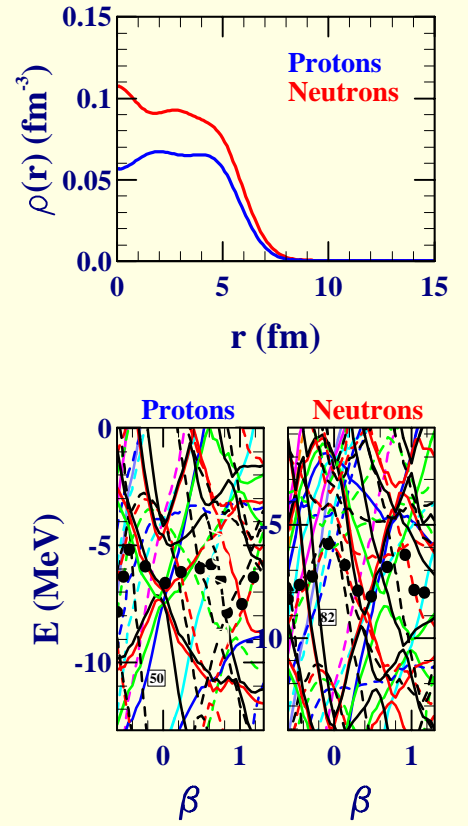 0.15
0.1
0.05
0.0
ρ(r) (fm⁻³)
Protons
Neutrons
0 5 10 15
r (fm)
Protons Neutrons
0
-5
-10
E (MeV)
50
-5
-10
82
0 1
0 1
β β